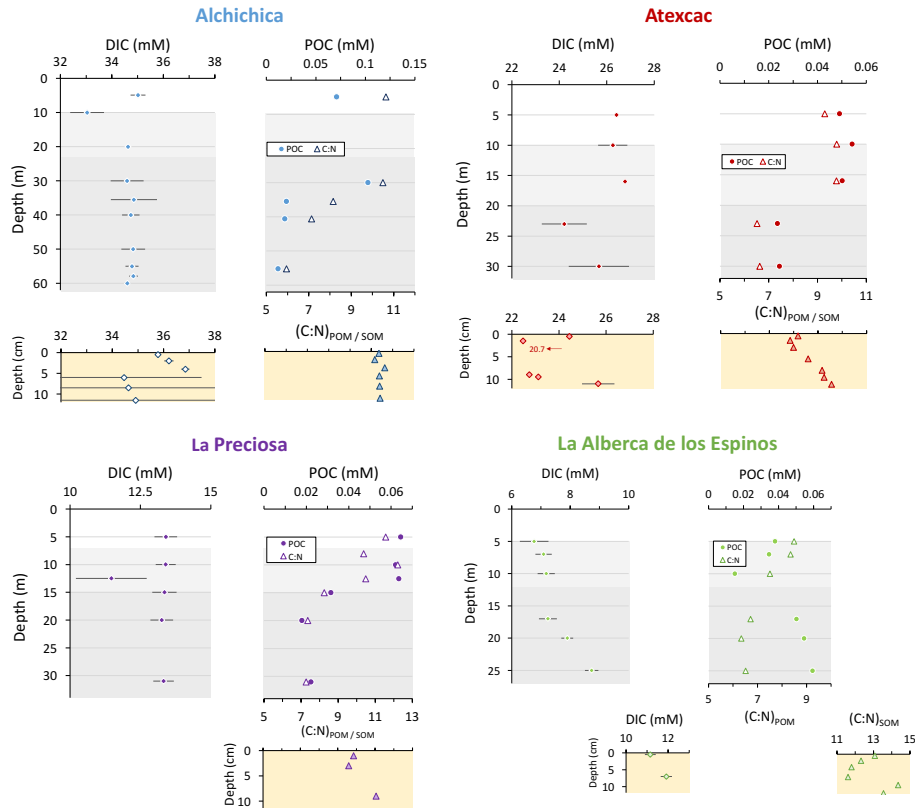 Alchichica
DIC (mM)
32 34 36 38
POC (mM)
0 0.05 0.1 0.15
Depth (m)
0
10
20
30
40
50
60
POC C:N
5 7 9 11
(C:N)POM / SOM
32 34 36 38
Depth (cm)
0
5
10
Atexcac
DIC (mM)
22 24 26 28
POC (mM)
0 0.02 0.04 0.06
Depth (m)
0
5
10
15
20
25
30
POC C:N
5 7 9 11
(C:N)POM / SOM
22 24 26 28
Depth (cm)
0
5
10
20.7
La Preciosa
DIC (mM)
10 15
POC (mM)
0 0.02 0.04 0.06
Depth (m)
0
5
10
15
20
25
30
POC
C:N
5 7 9 11 13
(C:N)POM / SOM
Depth (cm)
0
5
10
La Alberca de los Espinos
DIC (mM)
6 8 10
POC (mM)
0 0.02 0.04 0.06
Depth (m)
0
5
10
15
20
25
POC
C:N
5 7 9
(C:N)POM
DIC (mM)
10 12
Depth (cm)
0
5
10
(C:N)SOM
11 13 15